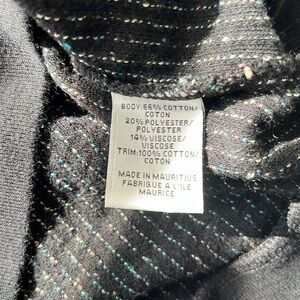 BODY:66% COTTON/
COTON
20% POLYESTER/
POLYESTER
14% VISCOSE/
VISCOSE
TRIM:100% COTTON/
COTON
MADE IN MAURITIUS
FABRIQUE A L'ILE
MAURICE